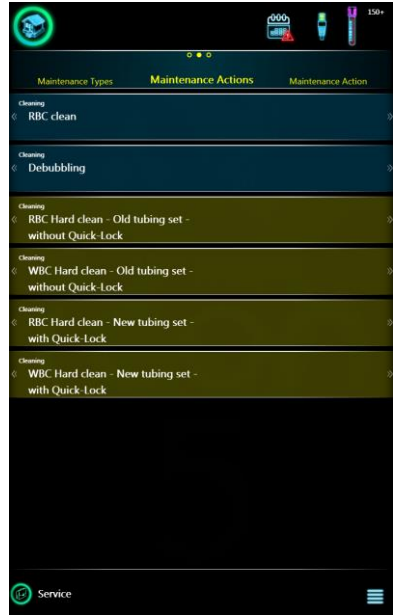 150+
Maintenance Types Maintenance Actions Maintenance Action
Cleaning
RBC clean
Cleaning
Debubbling
Cleaning
RBC Hard clean - Old tubing set -
without Quick-Lock
Cleaning
WBC Hard clean - Old tubing set -
without Quick-Lock
Cleaning
RBC Hard clean - New tubing set -
with Quick-Lock
Cleaning
WBC Hard clean - New tubing set -
with Quick-Lock
Service